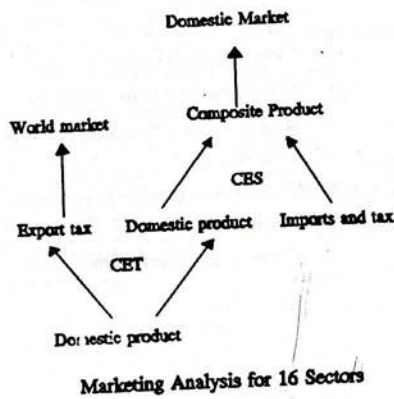 Domestic Market
Composite Product
World market
CES
Export tax Domestic product Imports and tax
CET
Domestic product
Marketing Analysis for 16 Sectors